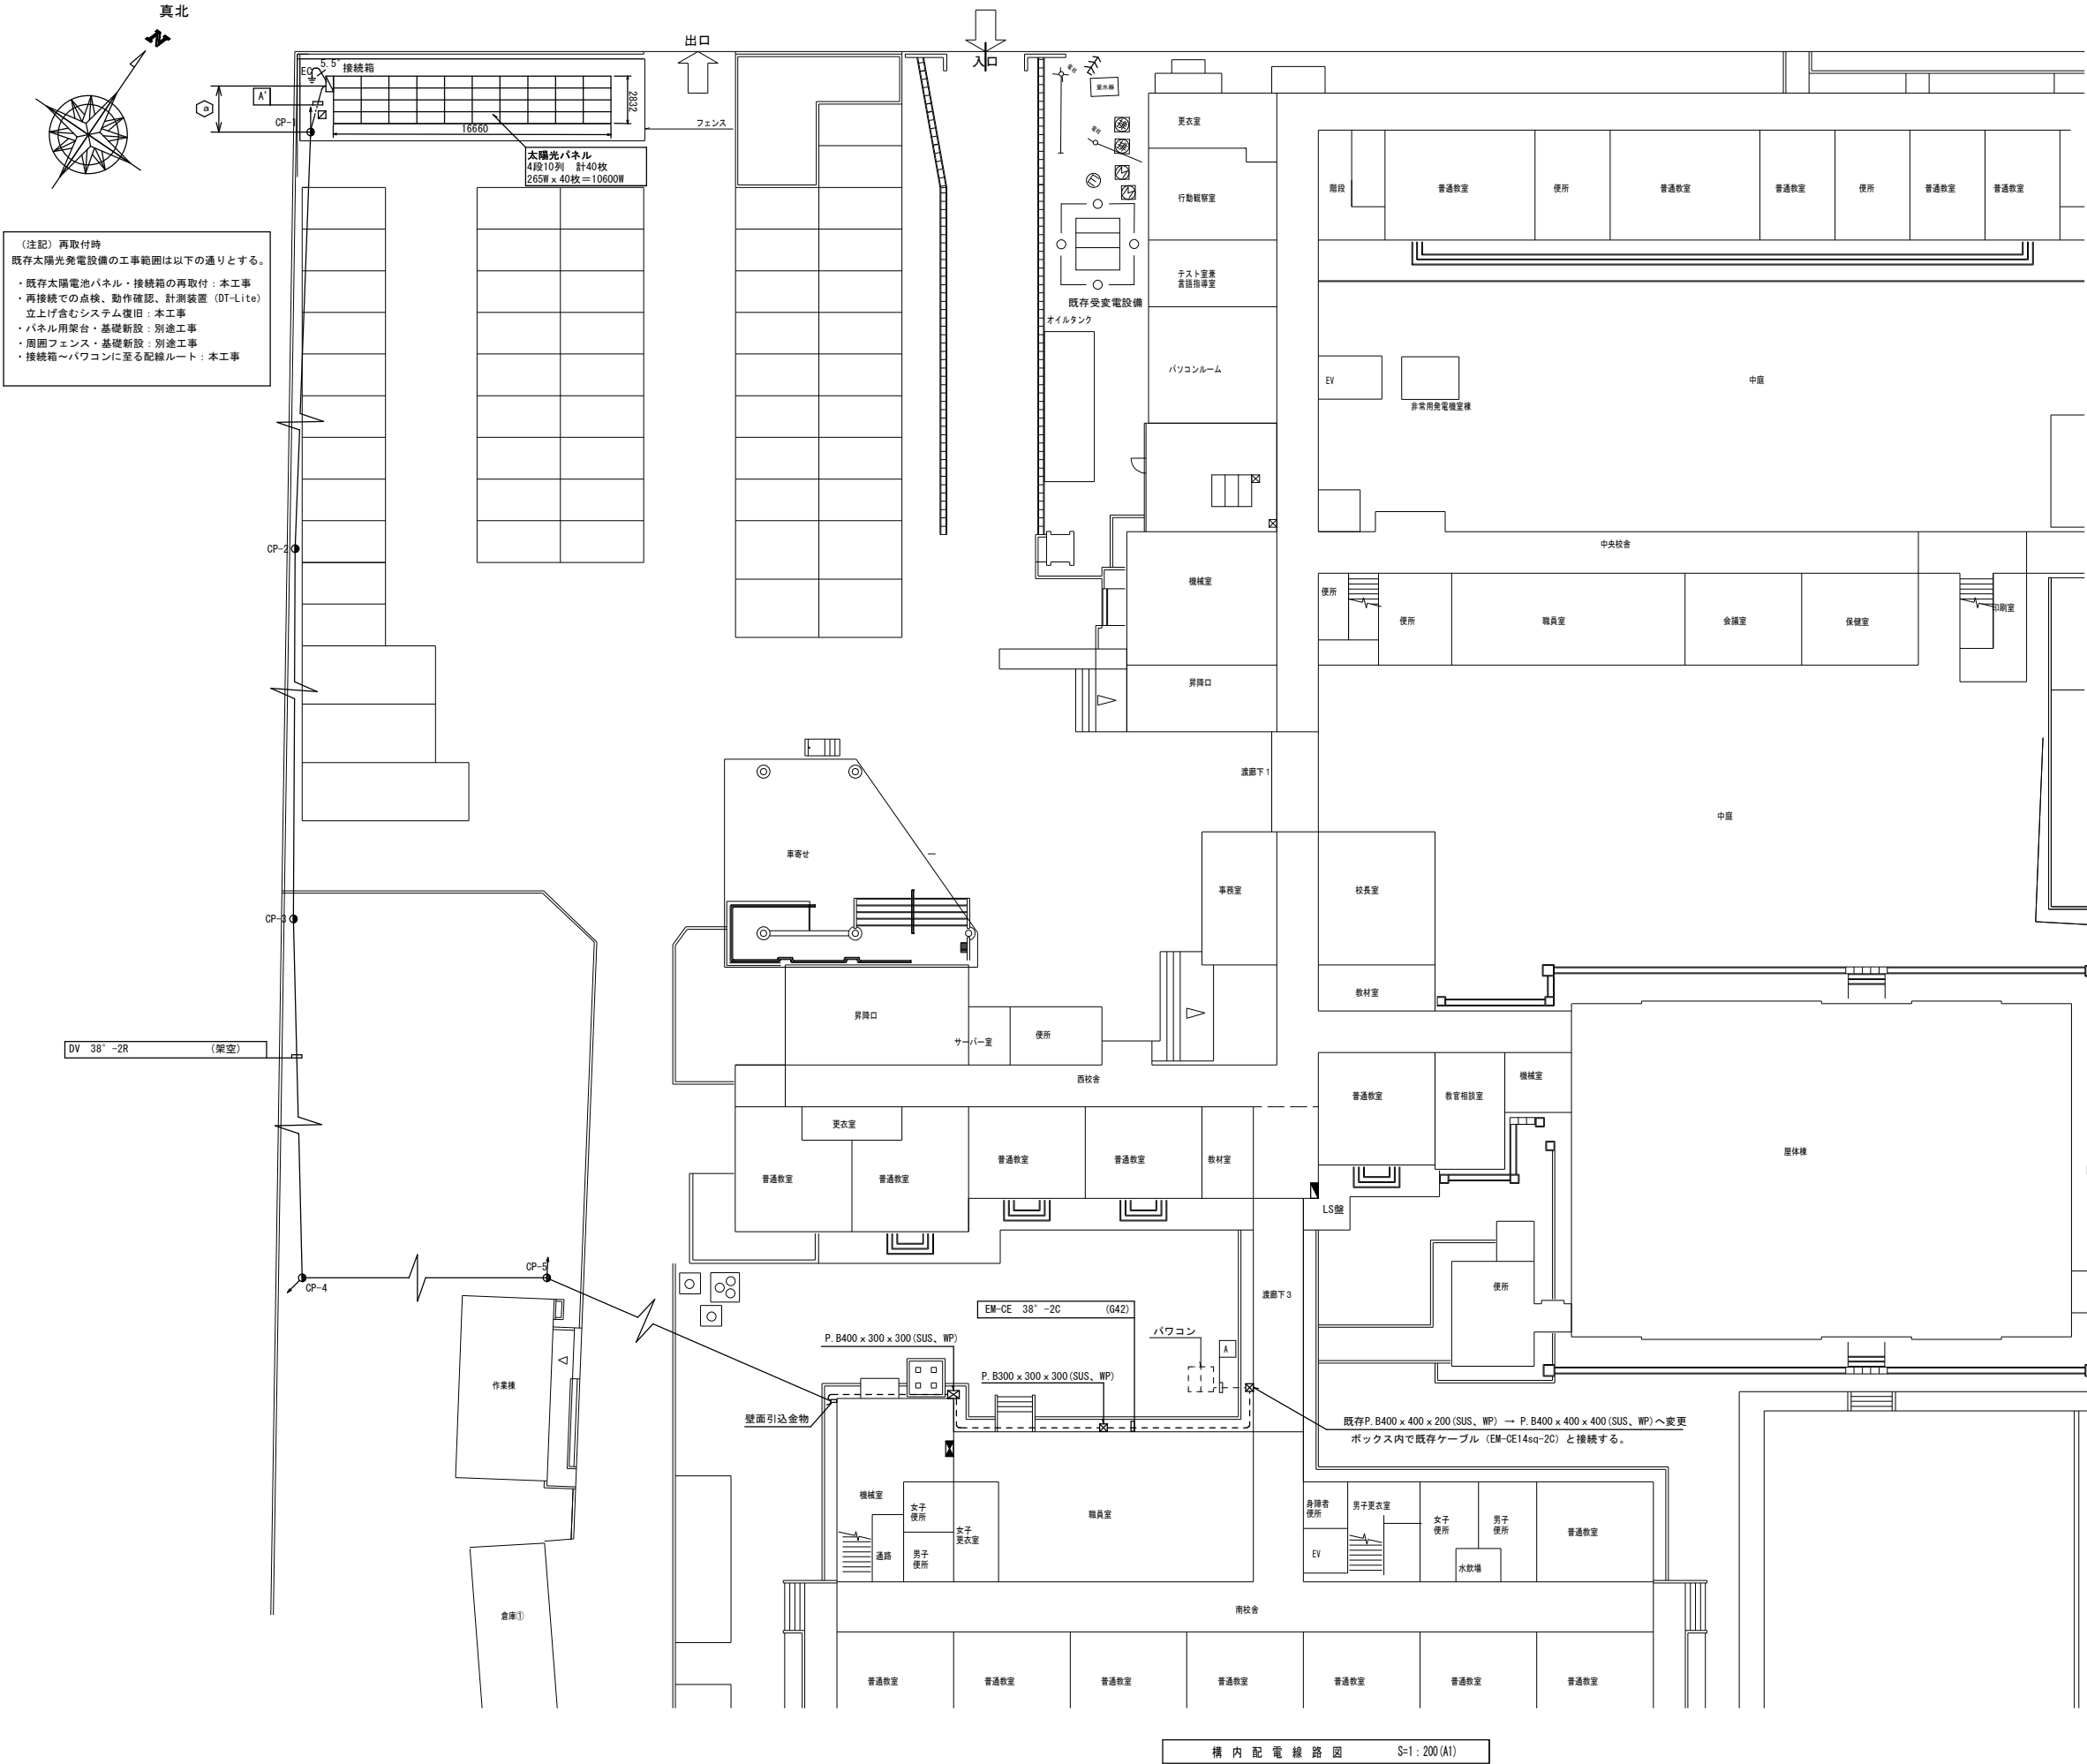 真北
N
出口
入口
EC
5.5°
接続箱
a
A'
CP-1
16660
2832
フェンス
太陽光パネル
4段10列 計40枚
265W×40枚=10600W
量水器
電柱
電柱
更衣室
行動観察室
テスト室兼
言語指導室
既存受変電設備
オイルタンク
パソコンルーム
階段
普通教室
便所
普通教室
普通教室
便所
普通教室
普通教室
(注記)再取付時
既存太陽光発電設備の工事範囲は以下の通りとする。
・既存太陽電池パネル・接続箱の再取付:本工事
・再接続での点検、動作確認、計測装置(DT-Lite)
立上げ含むシステム復旧:本工事
・パネル用架台・基礎新設:別途工事
・周囲フェンス・基礎新設:別途工事
・接続箱~パワコンに至る配線ルート:本工事
EV
非常用発電機室棟
中庭
CP-2
中央校舎
機械室
便所
便所
職員室
会議室
保健室
印刷室
昇降口
渡廊下1
中庭
車寄せ
事務室
校長室
CP-3
教材室
昇降口
サーバー室
便所
DV 38°-2R (架空)
西校舎
普通教室
教官相談室
機械室
更衣室
普通教室
普通教室
普通教室
普通教室
教材室
屋体棟
LS盤
CP-4
CP-5
渡廊下3
便所
EM-CE 38°-2C (G42)
P.B400×300×300(SUS、WP)
パワコン
A
P.B300×300×300(SUS、WP)
作業棟
壁面引込金物
既存P.B400×400×200(SUS、WP) → P.B400×400×400(SUS、WP)へ変更
ボックス内で既存ケーブル(EM-CE14sq-2C)と接続する。
機械室
女子
便所
女子
更衣室
通路
男子
便所
職員室
身障者
便所
男子更衣室
EV
女子
便所
男子
便所
水飲場
普通教室
倉庫①
南校舎
普通教室
普通教室
普通教室
普通教室
普通教室
普通教室
普通教室
構内配電線路図 S=1:200(A1)